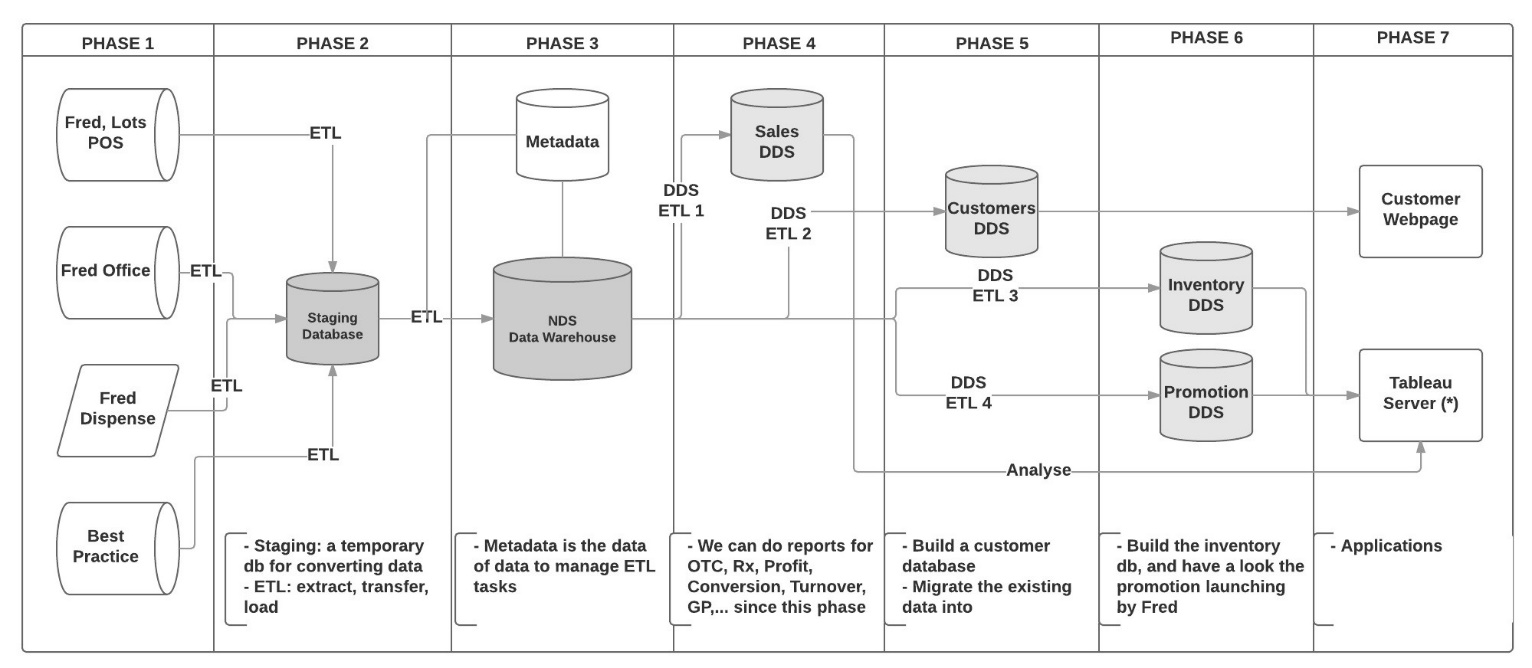 PHASE 1
PHASE 2
PHASE 3
PHASE 4
PHASE 5
PHASE 6
PHASE 7
Fred, Lots
POS
ETL
Metadata
Sales
DDS
DDS
ETL 1
DDS
ETL 2
Customers
DDS
Customer
Webpage
Fred Office
ETL
Staging
Database
ETL
NDS
Data Warehouse
DDS
ETL 3
Inventory
DDS
Fred
Dispense
ETL
DDS
ETL 4
Promotion
DDS
Tableau
Server (*)
ETL
Analyse
Best
Practice
- Staging: a temporary
db for converting data
- ETL: extract, transfer,
load
- Metadata is the data
of data to manage ETL
tasks
- We can do reports for
OTC, Rx, Profit,
Conversion, Turnover,
GP,... since this phase
- Build a customer
database
- Migrate the existing
data into
- Build the inventory
db, and have a look the
promotion launching
by Fred
- Applications